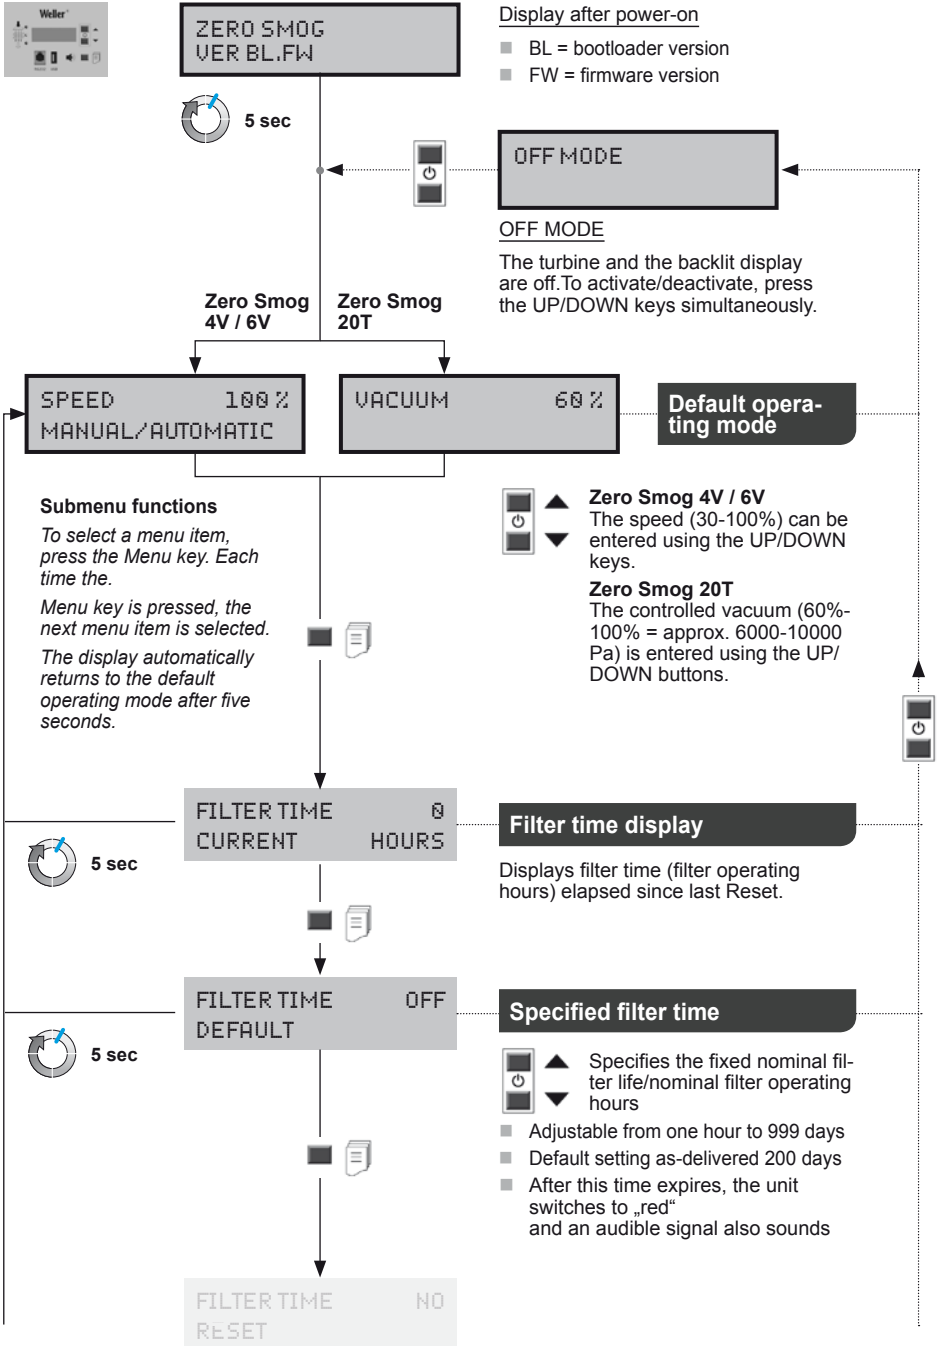 Weller
ZERO SMOG
VER BL.FW
Display after power-on
BL = bootloader version
FW = firmware version
5 sec
OFF MODE
OFF MODE
The turbine and the backlit display
are off.To activate/deactivate, press
the UP/DOWN keys simultaneously.
Zero Smog
4V / 6V
Zero Smog
20T
SPEED 100 %
MANUAL/AUTOMATIC
VACUUM 60 %
Default opera-
ting mode
Submenu functions
To select a menu item,
press the Menu key. Each
time the.
Menu key is pressed, the
next menu item is selected.
The display automatically
returns to the default
operating mode after five
seconds.
Zero Smog 4V / 6V
The speed (30-100%) can be
entered using the UP/DOWN
keys.
Zero Smog 20T
The controlled vacuum (60%-
100% = approx. 6000-10000
Pa) is entered using the UP/
DOWN buttons.
FILTER TIME 0
CURRENT HOURS
5 sec
Filter time display
Displays filter time (filter operating
hours) elapsed since last Reset.
FILTER TIME OFF
DEFAULT
5 sec
Specified filter time
Specifies the fixed nominal fil-
ter life/nominal filter operating
hours
Adjustable from one hour to 999 days
Default setting as-delivered 200 days
After this time expires, the unit
switches to „red“
and an audible signal also sounds
FILTER TIME NO
RESET